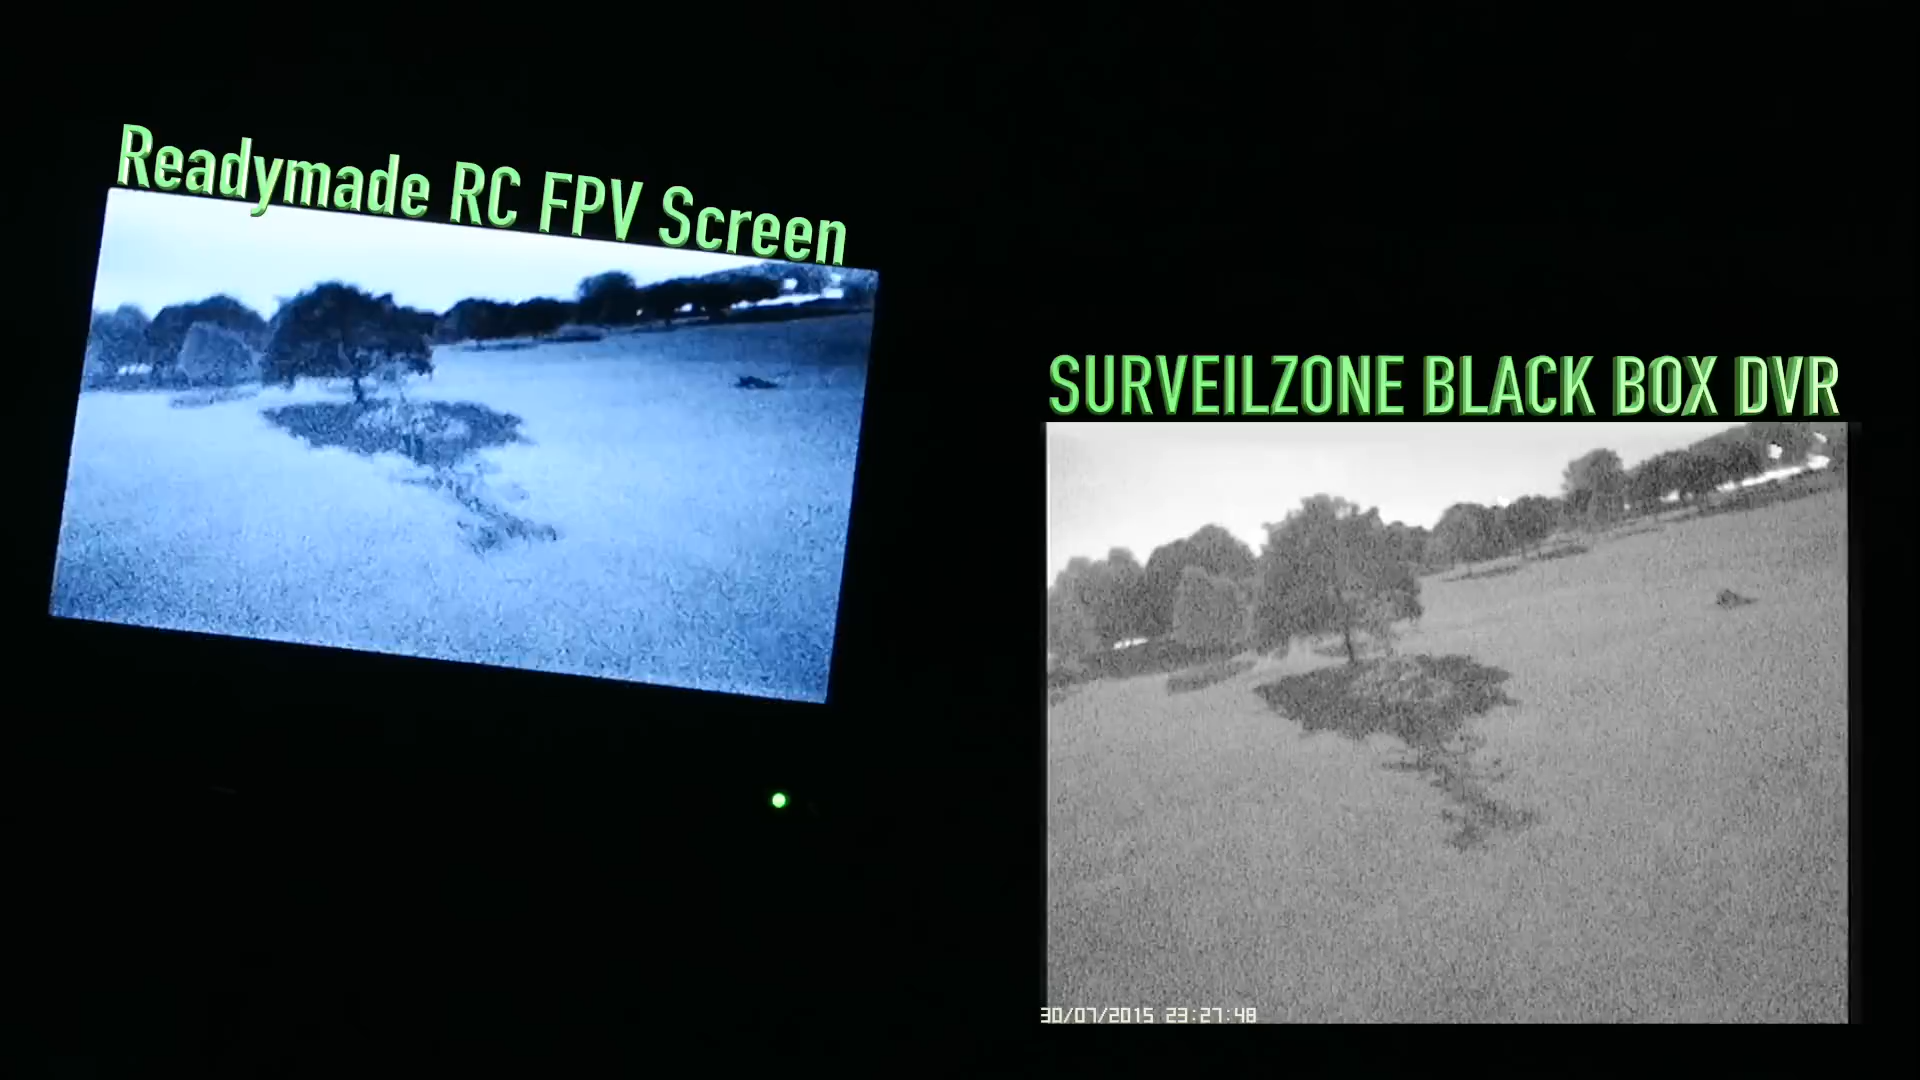 Readymade RC FPV Screen
SURVEILZONE BLACK BOX DVR
30/07/2015 23:27:48